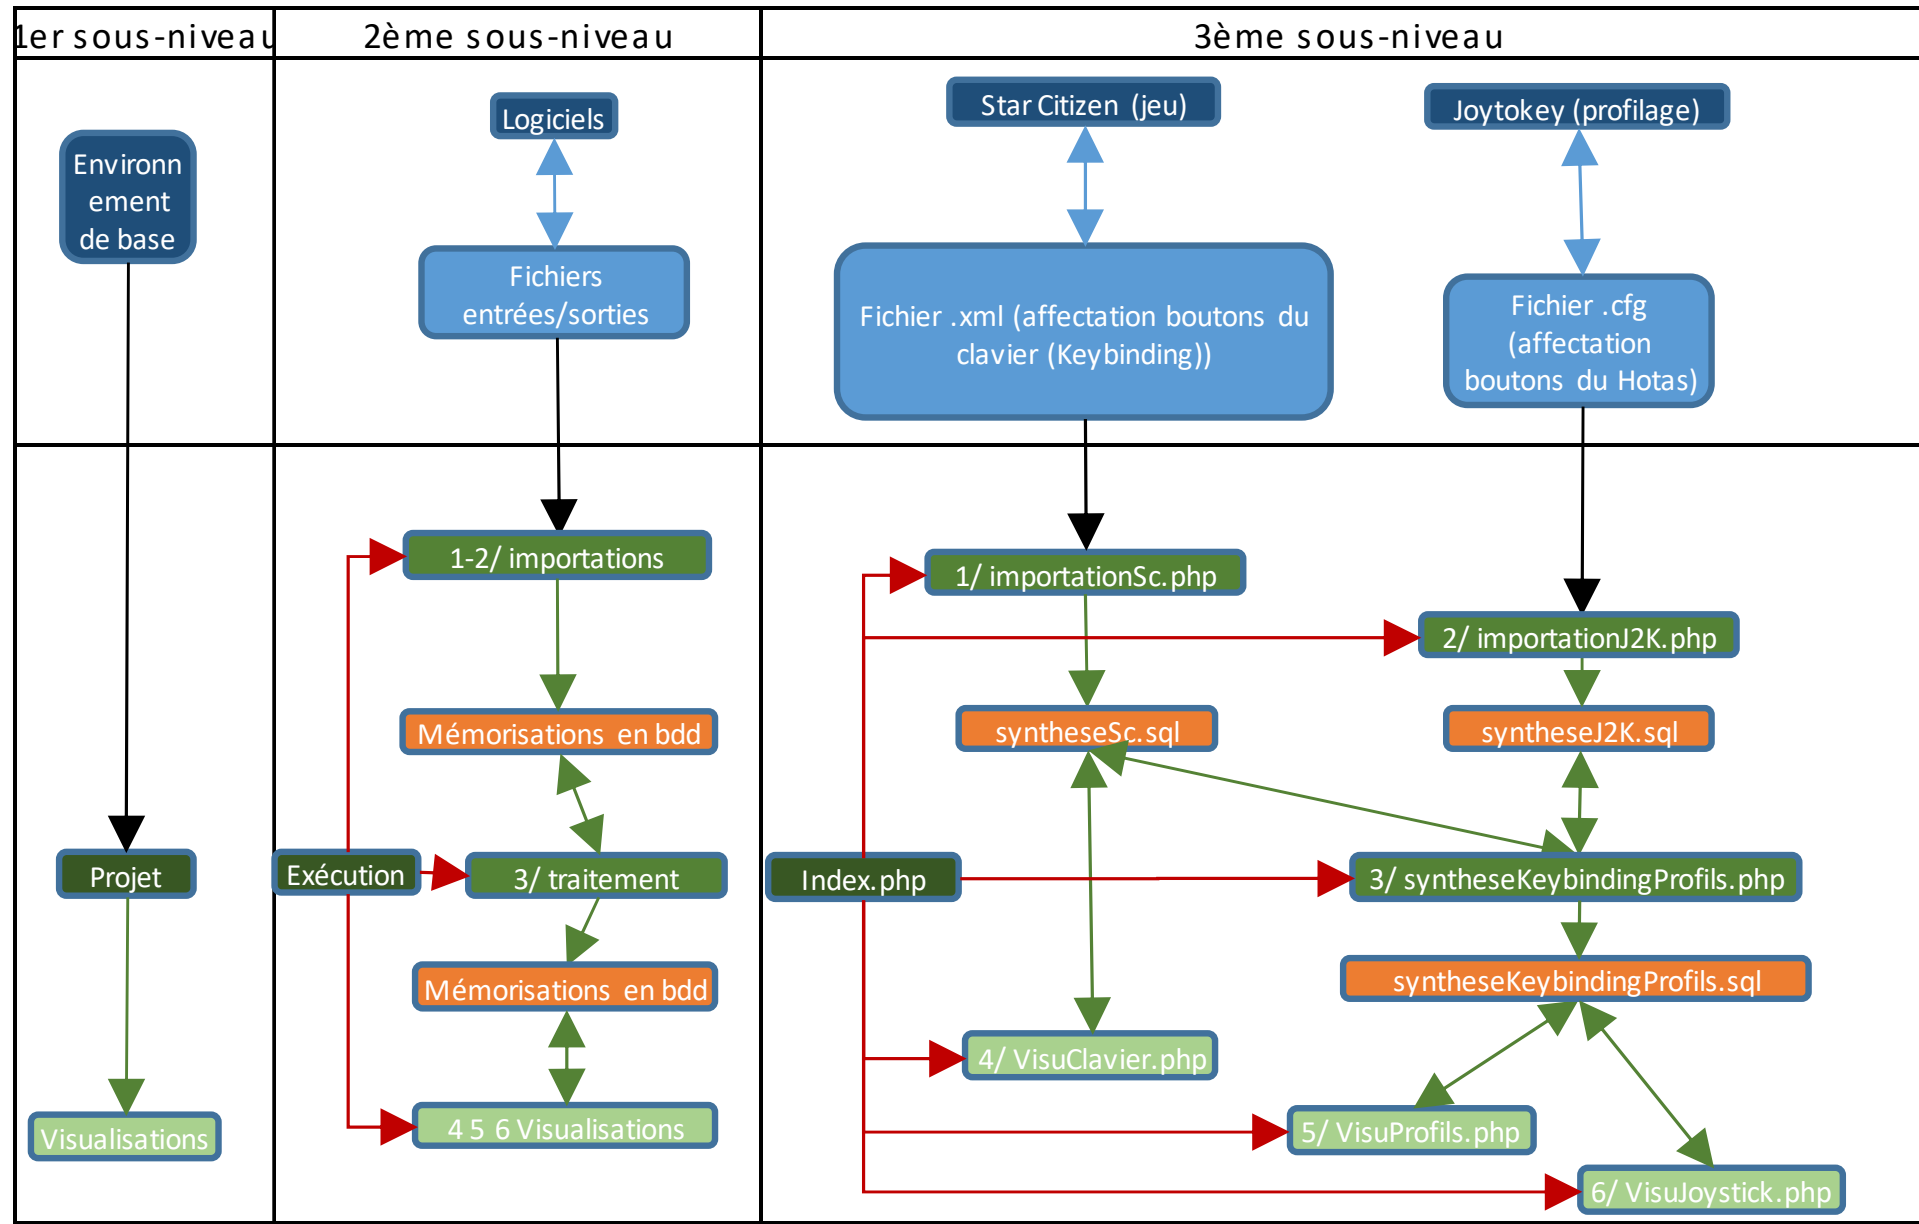 1er sous-niveau
2ème sous-niveau
3ème sous-niveau
Environn
ement
de base
Logiciels
Star Citizen (jeu)
Joytokey (profilage)
Fichiers
entrées/sorties
Fichier .xml (affectation boutons du
clavier (Keybinding))
Fichier .cfg
(affectation
boutons du Hotas)
1-2/ importations
1/ importationSc.php
2/ importationJ2K.php
Mémorisations en bdd
syntheseSc.sql
syntheseJ2K.sql
Projet
Exécution
3/ traitement
Index.php
3/ syntheseKeybindingProfils.php
Mémorisations en bdd
syntheseKeybindingProfils.sql
4/ VisuClavier.php
Visualisations
4 5 6 Visualisations
5/ VisuProfils.php
6/ VisuJoystick.php